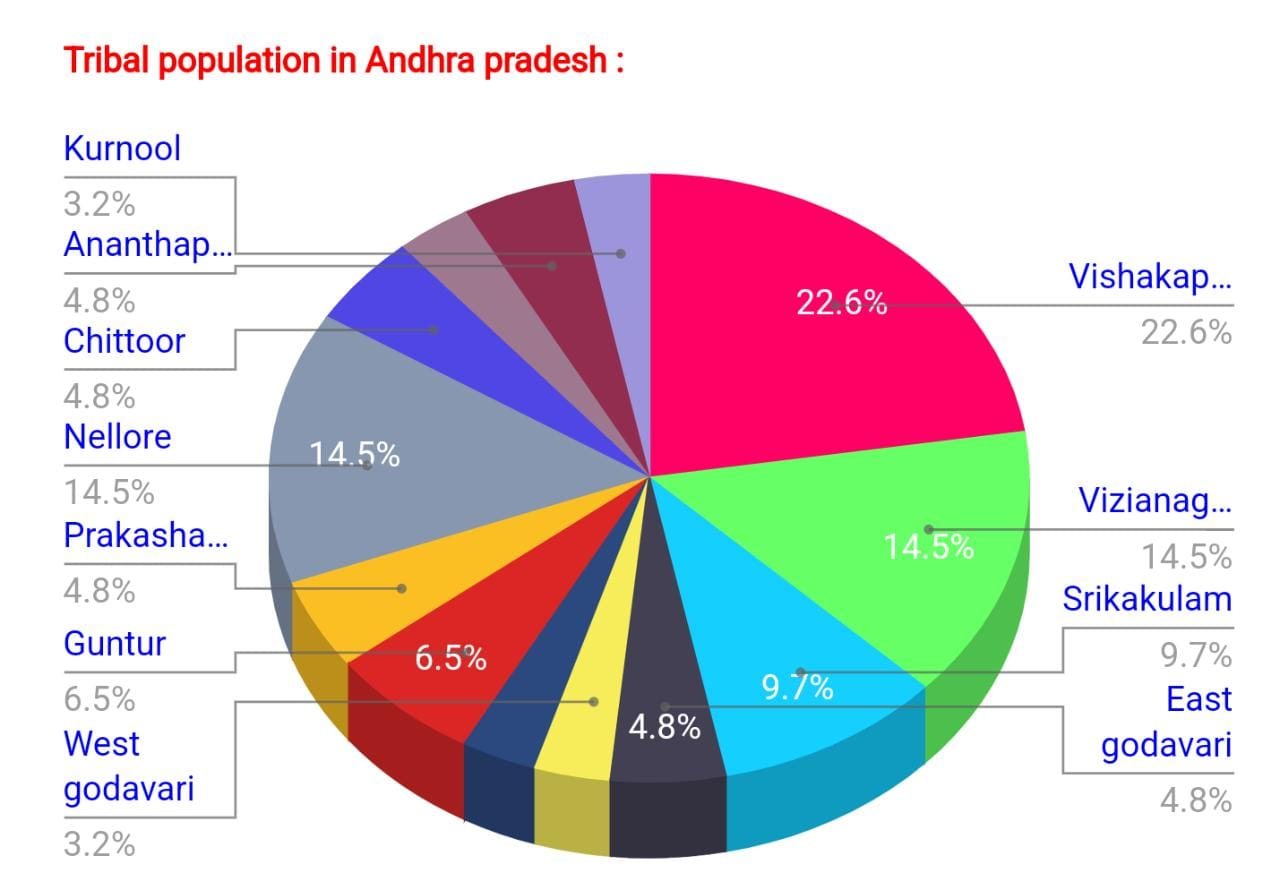 Tribal population in Andhra pradesh :
Kurnool
3.2%
Ananthap...
4.8%
Chittoor
4.8%
Nellore
14.5%
Prakasha...
4.8%
Guntur
6.5%
West
godavari
3.2%
22.6%
14.5%
9.7%
4.8%
6.5%
14.5%
Vishakap...
22.6%
Vizianag...
14.5%
Srikakulam
9.7%
East
godavari
4.8%